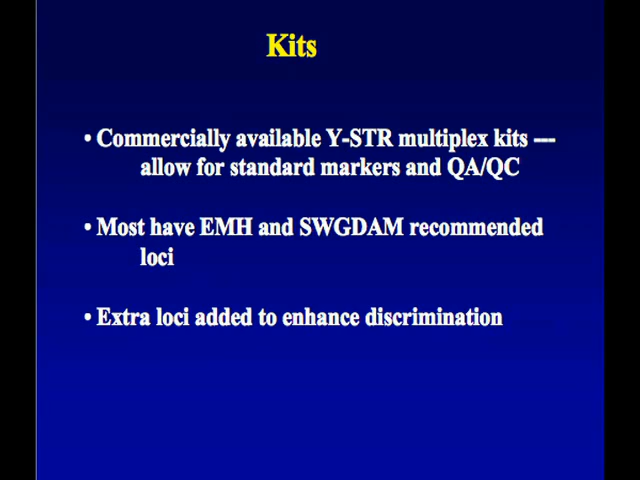 Kits
• Commercially available Y-STR multiplex kits ---
allow for standard markers and QA/QC
• Most have EMH and SWGDAM recommended
loci
• Extra loci added to enhance discrimination